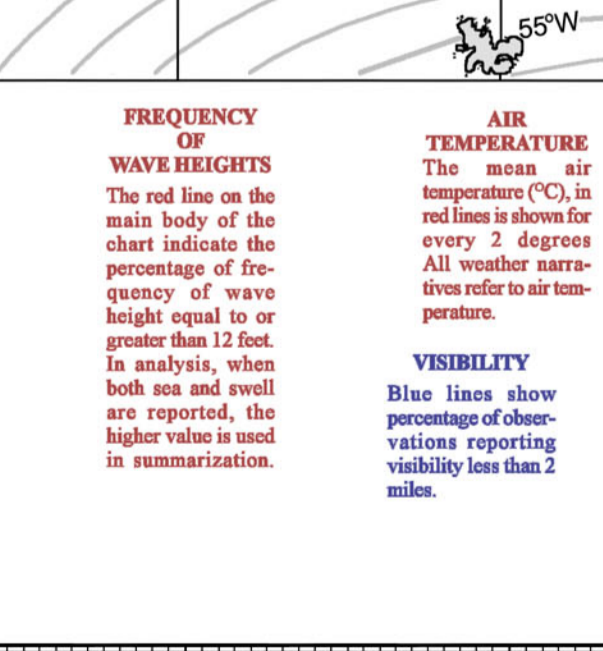 55°W
FREQUENCY
OF
WAVE HEIGHTS
The red line on the
main body of the
chart indicate the
percentage of fre-
quency of wave
height equal to or
greater than 12 feet.
In analysis, when
both sea and swell
are reported, the
higher value is used
in summarization.
AIR
TEMPERATURE
The mean air
temperature (°C), in
red lines is shown for
every 2 degrees
All weather narra-
tives refer to air tem-
perature.
VISIBILITY
Blue lines show
percentage of obser-
vations reporting
visibility less than 2
miles.